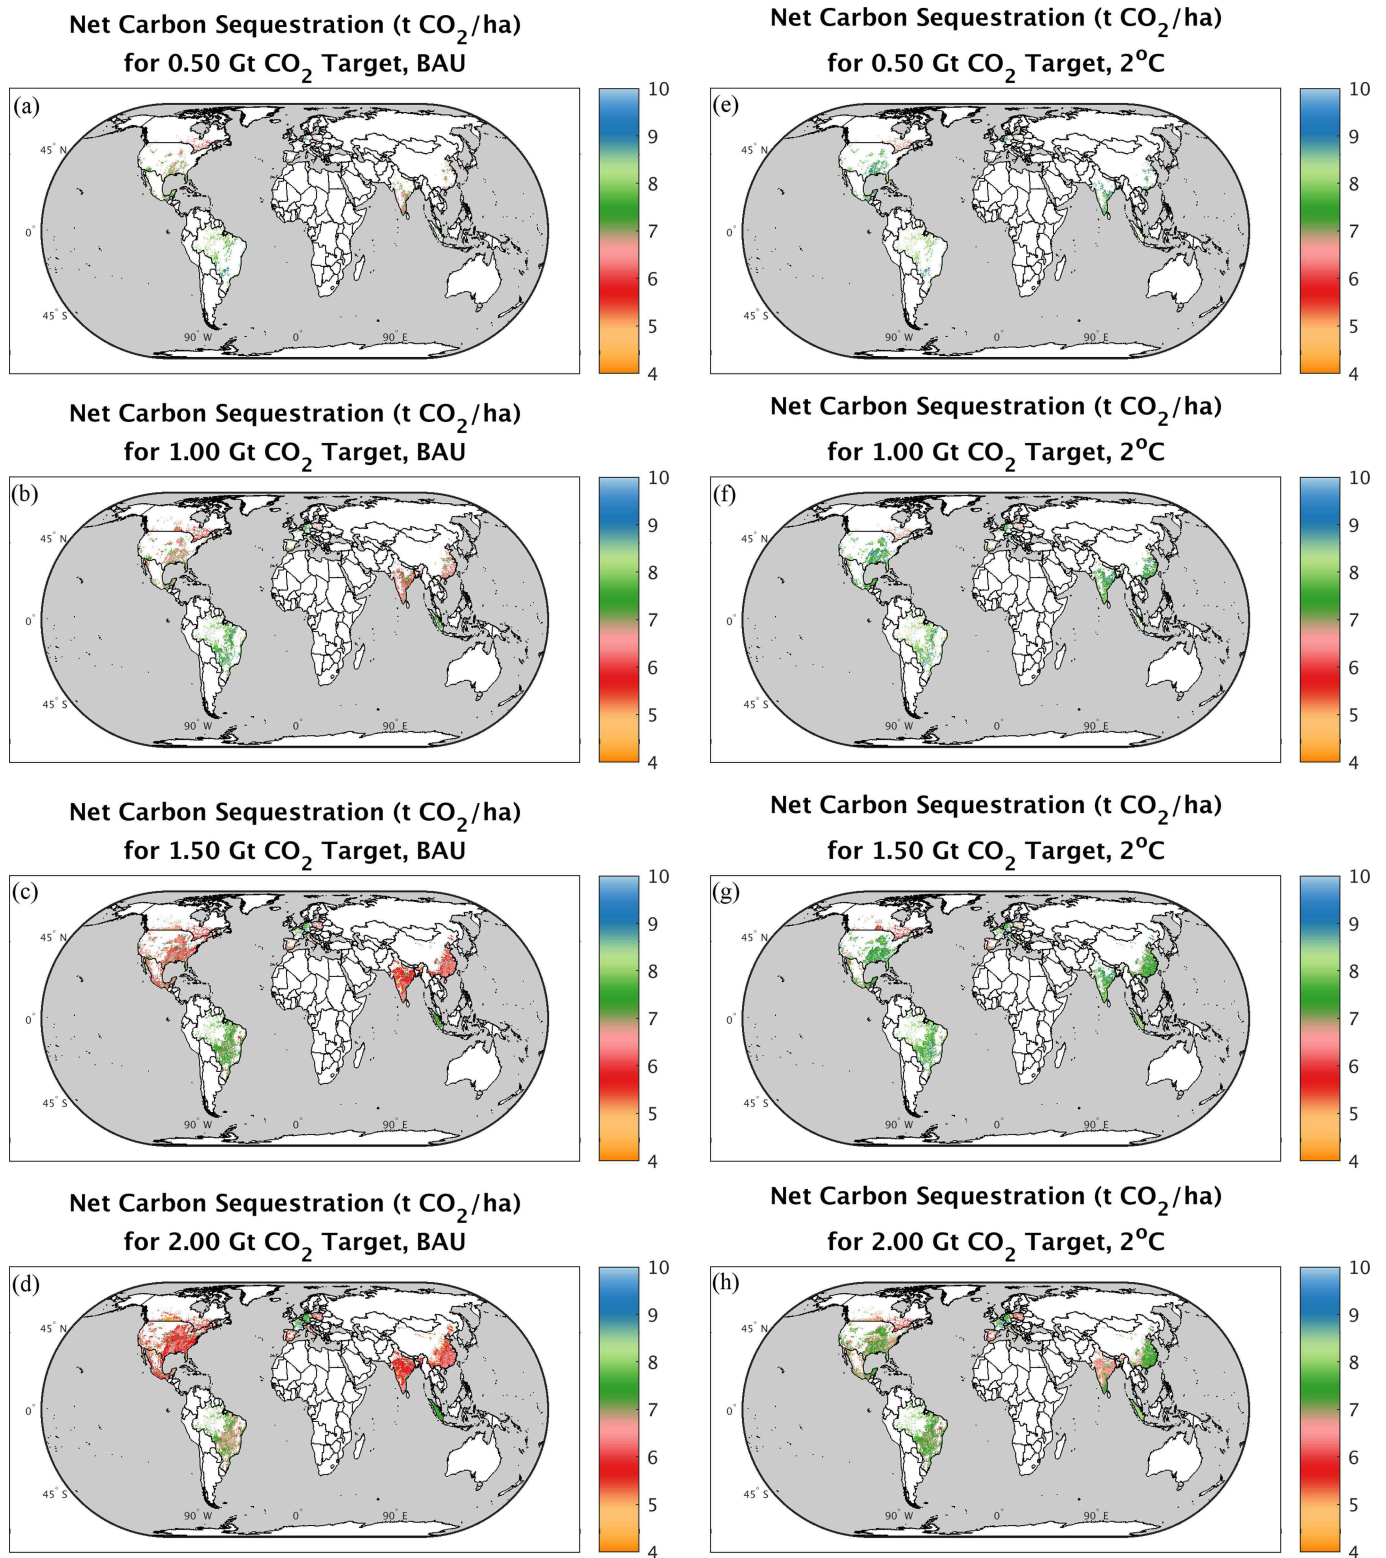 Net Carbon Sequestration (t CO2/ha)
for 0.50 Gt CO2 Target, BAU
(a)
45° N
0°
45° S
90° W
0°
90° E
10
9
8
7
6
5
4
Net Carbon Sequestration (t CO2/ha)
for 0.50 Gt CO2 Target, 2°C
(e)
45° N
0°
45° S
90° W
0°
90° E
10
9
8
7
6
5
4
Net Carbon Sequestration (t CO2/ha)
for 1.00 Gt CO2 Target, BAU
(b)
45° N
0°
45° S
90° W
0°
90° E
10
9
8
7
6
5
4
Net Carbon Sequestration (t CO2/ha)
for 1.00 Gt CO2 Target, 2°C
(f)
45° N
0°
45° S
90° W
0°
90° E
10
9
8
7
6
5
4
Net Carbon Sequestration (t CO2/ha)
for 1.50 Gt CO2 Target, BAU
(c)
45° N
0°
45° S
90° W
0°
90° E
10
9
8
7
6
5
4
Net Carbon Sequestration (t CO2/ha)
for 1.50 Gt CO2 Target, 2°C
(g)
45° N
0°
45° S
90° W
0°
90° E
10
9
8
7
6
5
4
Net Carbon Sequestration (t CO2/ha)
for 2.00 Gt CO2 Target, BAU
(d)
45° N
0°
45° S
90° W
0°
90° E
10
9
8
7
6
5
4
Net Carbon Sequestration (t CO2/ha)
for 2.00 Gt CO2 Target, 2°C
(h)
45° N
0°
45° S
90° W
0°
90° E
10
9
8
7
6
5
4